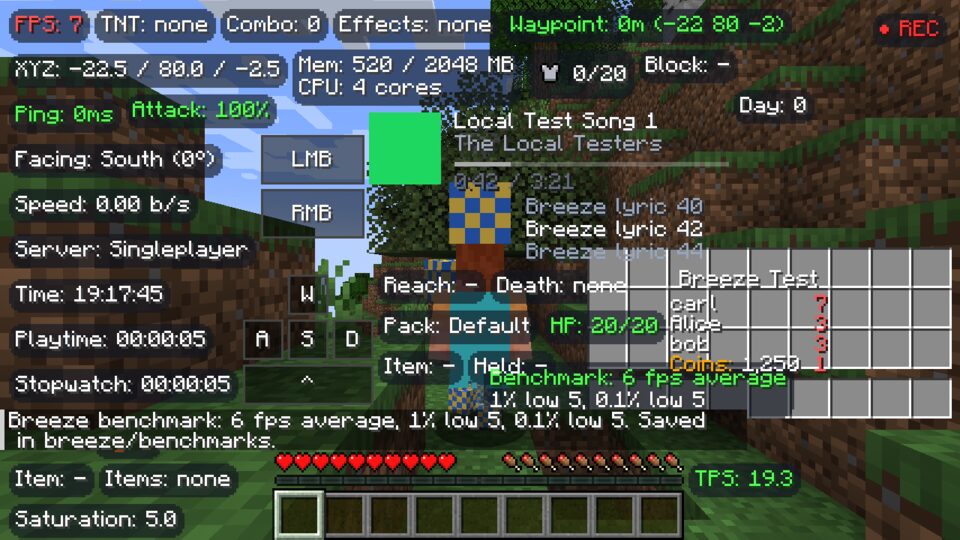 FPS: 7 TNT: none Combo: 0 Effects: none Waypoint: 0m (-22 80 -2) REC
XYZ: -22.5 / 80.0 / -2.5 Mem: 520 / 2048 MB 0/20 Block: -
CPU: 4 cores
Day: 0
Ping: 0ms Attack: 100%
Local Test Song 1
The Local Testers
Facing: South (0°) LMB
0:42 3:21
Speed: 0.00 b/s RMB Breeze lyric 40
Breeze lyric 42
Server: Singleplayer Breeze lyric 44
Breeze Test
Reach: - Death: none
Time: 19:17:45 W
carl 7
Alice 3
bob 3
Coins: 1,250 1
Pack: Default HP: 20/20
Playtime: 00:00:05 A S D
Item: - Held: -
Stopwatch: 00:00:05 ^
Benchmark: 6 fps average
1% low 5, 0.1% low 5
Breeze benchmark: 6 fps average, 1% low 5, 0.1% low 5. Saved
in breeze/benchmarks.
Item: - Items: none TPS: 19.3
Saturation: 5.0